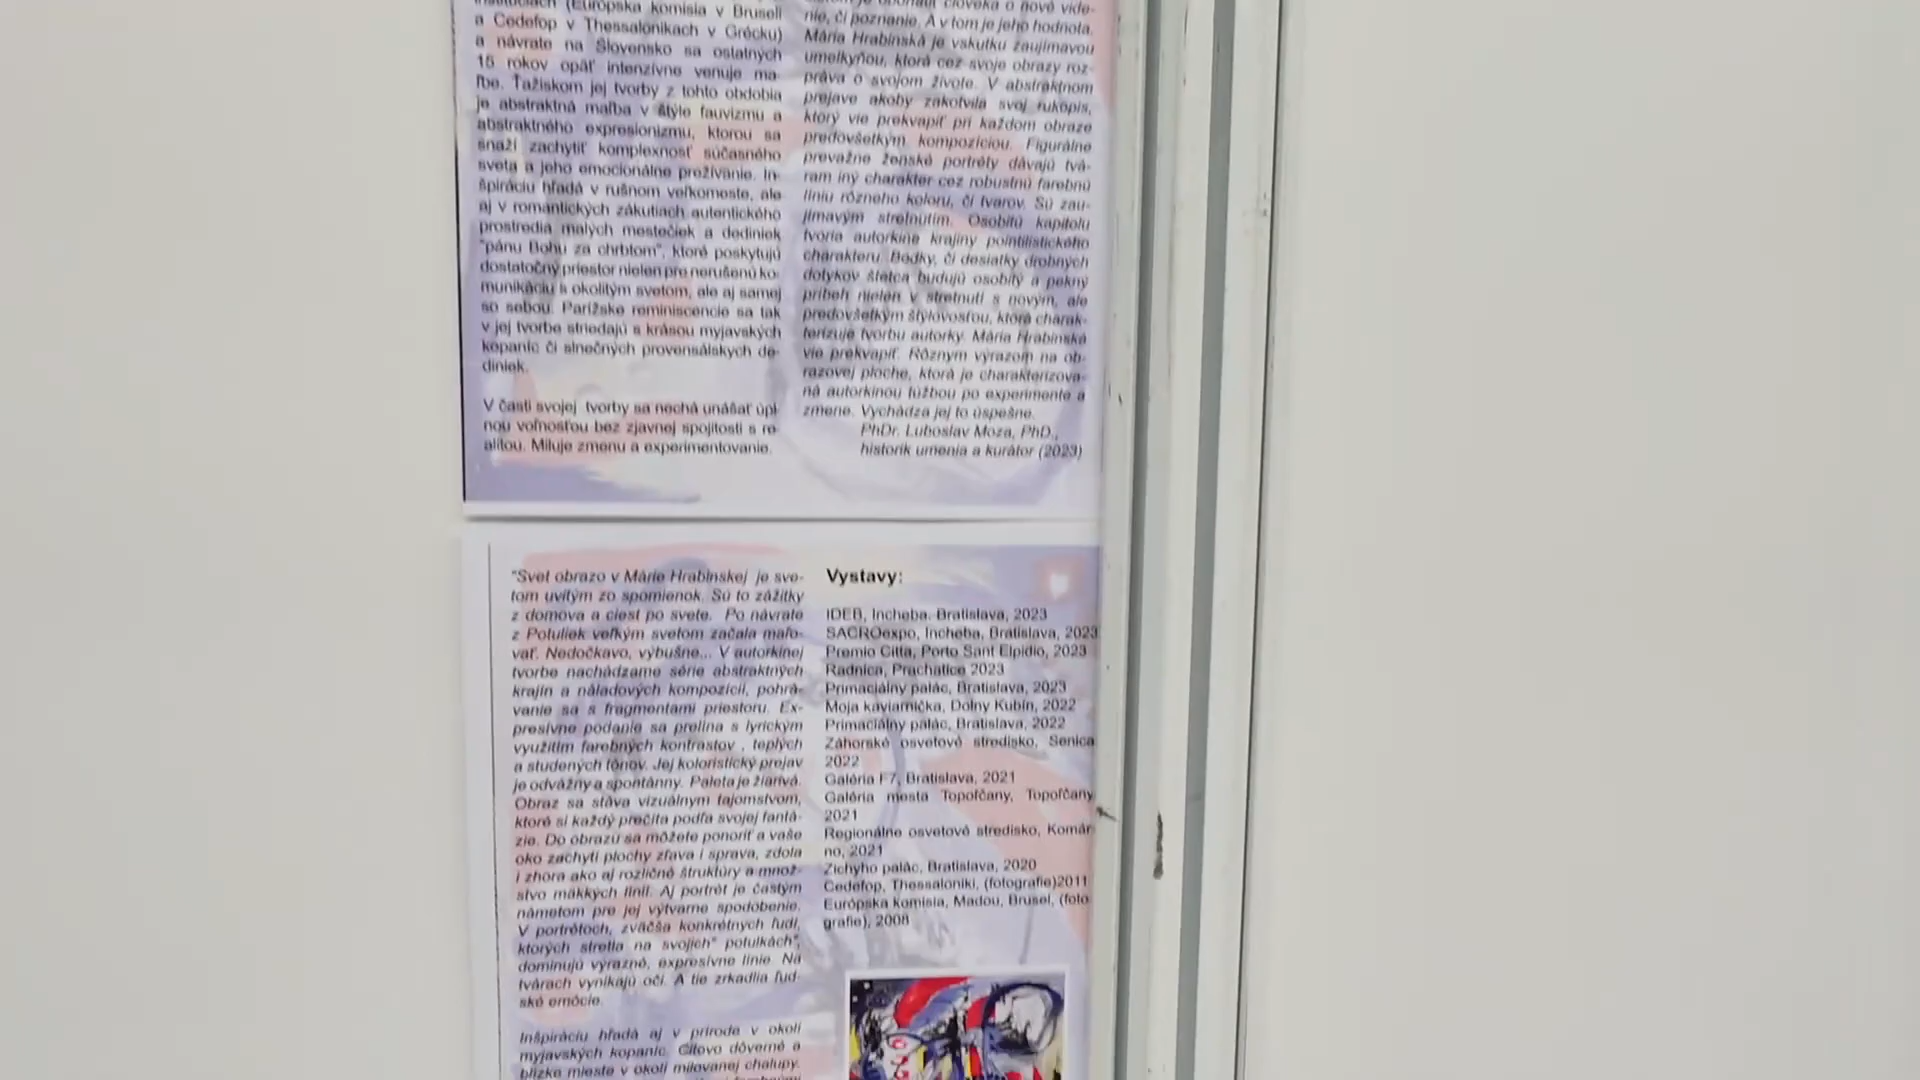 inštitúciách (Európska komisia v Bruseli
a Cedefop v Thessalonikach v Grécku)
a návrate na Slovensko sa ostatných
15 rokov opäť intenzívne venuje ma-
ľbe. Ťažiskom jej tvorby z tohto obdobia
je abstraktná maľba v štýle fauvizmu a
abstraktného expresionizmu, ktorou sa
snaží zachytiť komplexnosť súčasného
sveta a jeho emocionálne prežívanie. In-
špiráciu hľadá v rušnom veľkomeste, ale
aj v romantických zákutiach autentického
prostredia malých mestečiek a dediniek
"pánu Bohu za chrbtom", ktoré poskytujú
dostatočný priestor nielen pre nerušenú ko-
munikáciu s okolitým svetom, ale aj samej
so sebou. Parížske reminiscencie sa tak
v jej tvorbe striedajú s krásou myjavských
kopaníc či slnečných provensálskych de-
diniek.
V časti svojej tvorby sa nechá unášať úpl-
nou voľnosťou bez zjavnej spojitosti s re-
alitou. Miluje zmenu a experimentovanie.
človeka o nové vide-
nie, či poznanie. A v tom je jeho hodnota.
Mária Hrabinská je vskutku zaujímavou
umelkyňou, ktorá cez svoje obrazy roz-
práva o svojom živote. V abstraktnom
prejave akoby zakotvila svoj rukopis,
ktorý vie prekvapiť pri každom obraze
predovšetkým kompozíciou. Figurálne
prevažne ženské portréty dávajú tvá-
ram iný charakter cez robustnú farebnú
líniu rôzneho koloru, či tvarov. Sú zau-
jímavým stretnutím. Osobitú kapitolu
tvoria autorkine krajiny pointilistického
charakteru. Bodky, či desiatky drobných
dotykov štetca budujú osobitý a pekný
príbeh nielen v stretnutí s novým, ale
predovšetkým štýlovosťou, ktorá charak-
terizuje tvorbu autorky. Mária Hrabinská
vie prekvapiť. Rôznym výrazom na ob-
razovej ploche, ktorá je charakterizova-
ná autorkinou túžbou po experimente a
zmene. Vychádza jej to úspešne.
PhDr. Ľuboslav Moza, PhD.,
historik umenia a kurátor (2023)
"Svet obrazo v Márie Hrabinskej je sve-
tom uvitým zo spomienok. Sú to zážitky
z domova a ciest po svete. Po návrate
z Potuliek veľkým svetom začala maľo-
vať. Nedočkavo, výbušne... V autorkinej
tvorbe nachádzame série abstraktných
krajín a náladových kompozícií, pohrá-
vanie sa s fragmentami priestoru. Ex-
presívne podanie sa prelína s lyrickým
využitím farebných kontrastov , teplých
a studených tónov. Jej koloristický prejav
je odvážny a spontánny. Paleta je žiarivá.
Obraz sa stáva vizuálnym tajomstvom,
ktoré si každý prečíta podľa svojej fantá-
zie. Do obrazu sa môžete ponoriť a vaše
oko zachytí plochy zľava i sprava, zdola
i zhora ako aj rozličné štruktúry a množ-
stvo mäkkých línií. Aj portrét je častým
námetom pre jej výtvarne spodobenie.
V portrétoch, zväčša konkrétnych ľudí,
ktorých stretla na svojich" potulkách",
dominujú výrazné, expresívne línie. Na
tvárach vynikajú oči. A tie zrkadlia ľud-
ské emócie.
Inšpiráciu hľadá aj v prírode v okolí
myjavských kopaníc. Citovo dôverné a
blízke mieste v okolí milovanej chalupy.
Vystavy:
IDEB, Incheba. Bratislava, 2023
SACROexpo, Incheba, Bratislava, 2023
Premio Citta, Porto Sant Elpidio, 2023
Radnica, Prachatice 2023
Primaciálny palác, Bratislava, 2023
Moja kaviarnička, Dolny Kubín, 2022
Primaciálny palác, Bratislava, 2022
Záhorské osvetové stredisko, Senica
2022
Galéria F7, Bratislava, 2021
Galéria mesta Topoľčany, Topoľčany
2021
Regionálne osvetové stredisko, Komár
no, 2021
Zichyho palác, Bratislava, 2020
Cedefop, Thessaloniki, (fotografie)2011
Európska komisia, Madou, Brusel, (foto
grafie), 2008